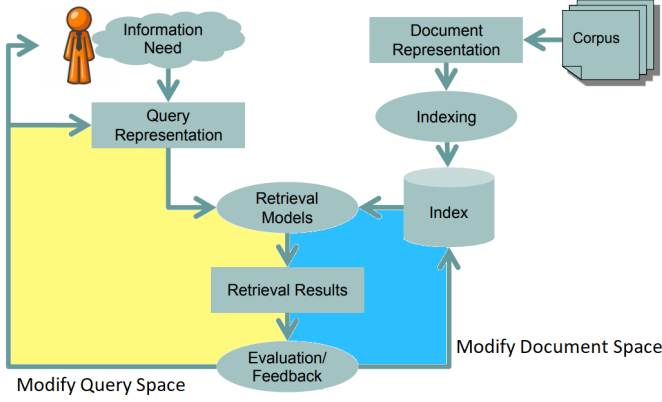 Information
Need
Document
Representation
Corpus
Query
Representation
Indexing
Retrieval
Models
Index
Retrieval Results
Evaluation/
Feedback
Modify Document Space
Modify Query Space